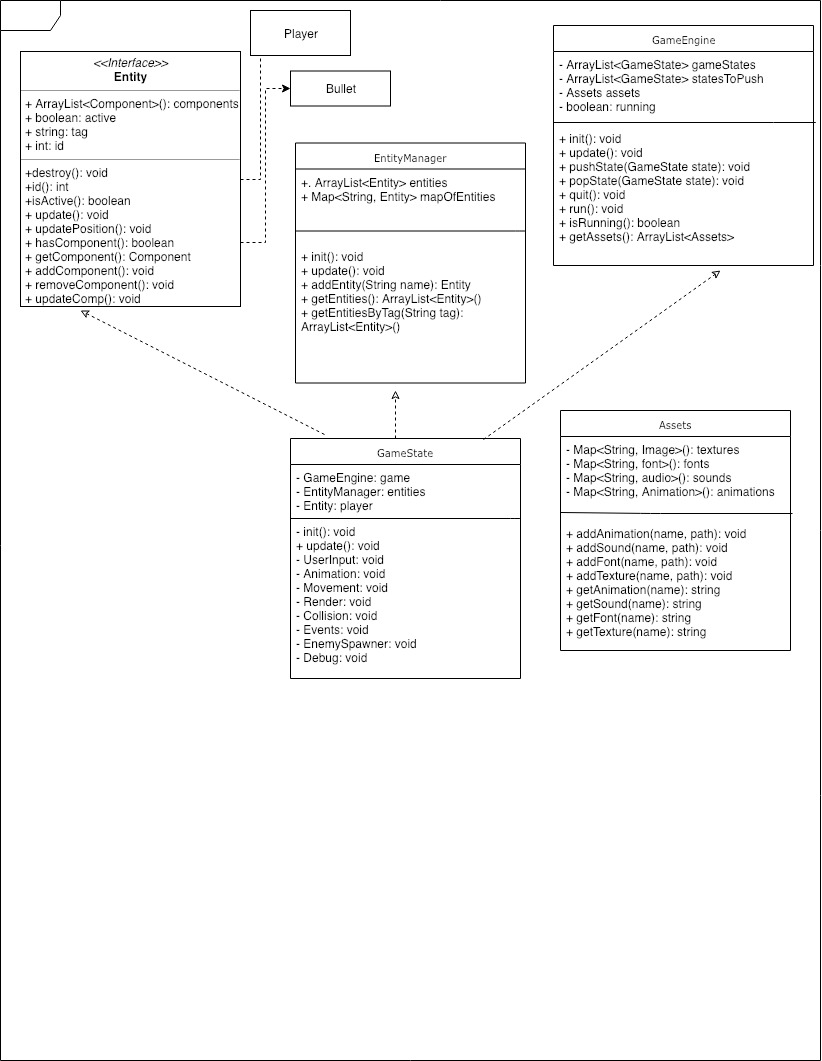 Player
<<Interface>>
Entity
+ ArrayList<Component>(): components
+ boolean: active
+ string: tag
+ int: id
+destroy(): void
+id(): int
+isActive(): boolean
+ update(): void
+ updatePosition(): void
+ hasComponent(): boolean
+ getComponent(): Component
+ addComponent(): void
+ removeComponent(): void
+ updateComp(): void
Bullet
EntityManager
+. ArrayList<Entity> entities
+ Map<String, Entity> mapOfEntities
+ init(): void
+ update(): void
+ addEntity(String name): Entity
+ getEntities(): ArrayList<Entity>()
+ getEntitiesByTag(String tag):
ArrayList<Entity>()
GameEngine
- ArrayList<GameState> gameStates
- ArrayList<GameState> statesToPush
- Assets assets
- boolean: running
+ init(): void
+ update(): void
+ pushState(GameState state): void
+ popState(GameState state): void
+ quit(): void
+ run(): void
+ isRunning(): boolean
+ getAssets(): ArrayList<Assets>
GameState
- GameEngine: game
- EntityManager: entities
- Entity: player
- init(): void
+ update(): void
- UserInput: void
- Animation: void
- Movement: void
- Render: void
- Collision: void
- Events: void
- EnemySpawner: void
- Debug: void
Assets
- Map<String, Image>(): textures
- Map<String, font>(): fonts
- Map<String, audio>(): sounds
- Map<String, Animation>(): animations
+ addAnimation(name, path): void
+ addSound(name, path): void
+ addFont(name, path): void
+ addTexture(name, path): void
+ getAnimation(name): string
+ getSound(name): string
+ getFont(name): string
+ getTexture(name): string